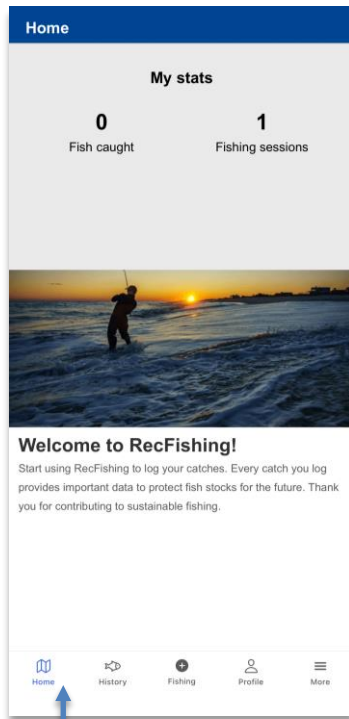 Home
My stats
0 1
Fish caught Fishing sessions
Welcome to RecFishing!
Start using RecFishing to log your catches. Every catch you log
provides important data to protect fish stocks for the future. Thank
you for contributing to sustainable fishing.
Home History Fishing Profile More